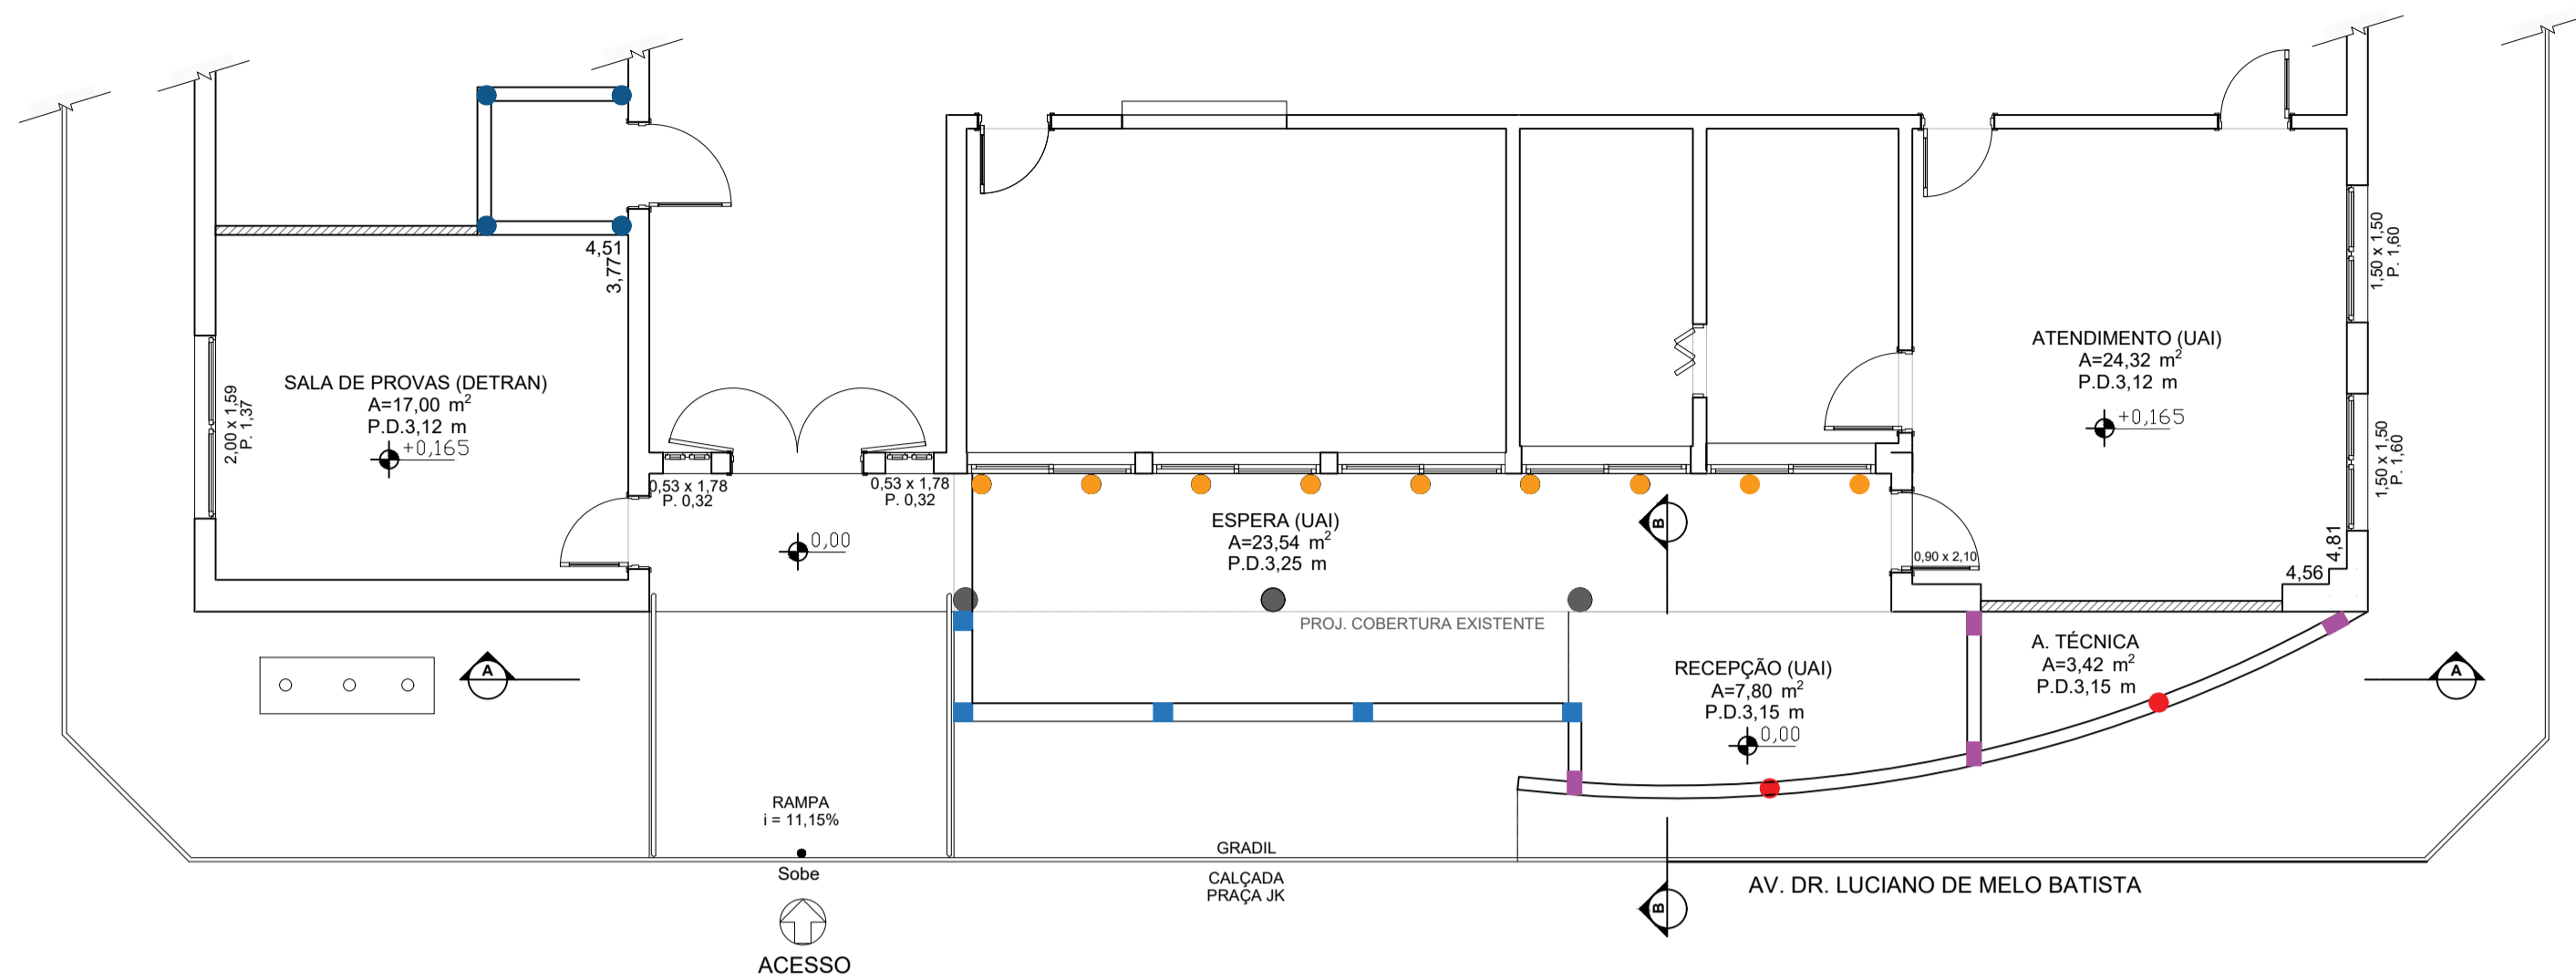 4,51
3,77
SALA DE PROVAS (DETRAN)
A=17,00 m²
P.D.3,12 m
+0,165
2,00 x 1,59
P. 1,37
0,53 x 1,78
P. 0,32
0,53 x 1,78
P. 0,32
0,00
ESPERA (UAI)
A=23,54 m²
P.D.3,25 m
B
PROJ. COBERTURA EXISTENTE
ATENDIMENTO (UAI)
A=24,32 m²
P.D.3,12 m
+0,165
1,50 x 1,50
P. 1,60
1,50 x 1,50
P. 1,60
0,90 x 2,10
4,81
4,56
A
RECEPÇÃO (UAI)
A=7,80 m²
P.D.3,15 m
0,00
A. TÉCNICA
A=3,42 m²
P.D.3,15 m
A
RAMPA
i = 11,15%
Sobe
ACESSO
GRADIL
CALÇADA
PRAÇA JK
B
AV. DR. LUCIANO DE MELO BATISTA